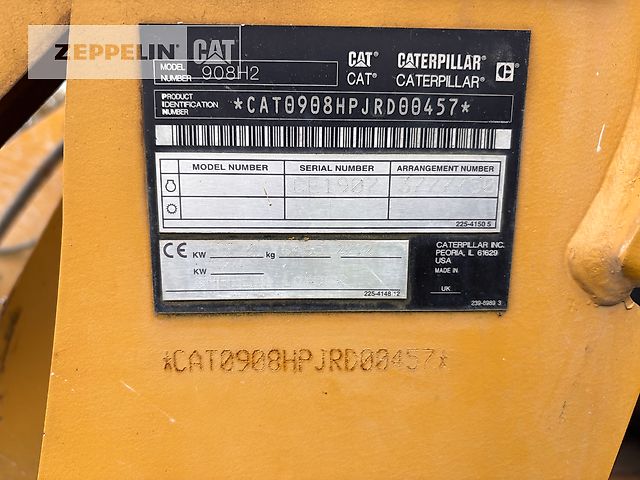 ZEPPELIN CAT
MODEL NUMBER 908H2
CAT® CATERPILLAR®
CAT® CATERPILLAR® C
PRODUCT IDENTIFICATION NUMBER *CAT0908HPJRD00457*
MODEL NUMBER SERIAL NUMBER ARRANGEMENT NUMBER
225-4150 5
CE KW kg
KW
225-4148 12
CATERPILLAR INC.
PEORIA, IL 61629
USA
MADE IN
UK
239-8989 3
*CAT0908HPJRD00457*